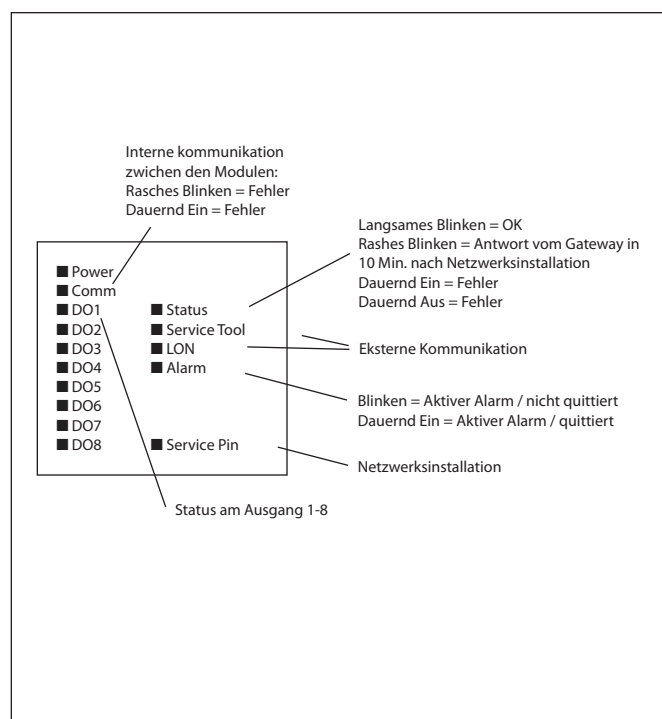 Interne kommunikation
zwichen den Modulen:
Rasches Blinken = Fehler
Dauernd Ein = Fehler
Langsames Blinken = OK
Rashes Blinken = Antwort vom Gateway in
10 Min. nach Netzwerksinstallation
Dauernd Ein = Fehler
Dauernd Aus = Fehler
Power
Comm
DO1
DO2
DO3
DO4
DO5
DO6
DO7
DO8
Status
Service Tool
LON
Alarm
Service Pin
Eksterne Kommunikation
Blinken = Aktiver Alarm / nicht quittiert
Dauernd Ein = Aktiver Alarm / quittiert
Netzwerksinstallation
Status am Ausgang 1-8